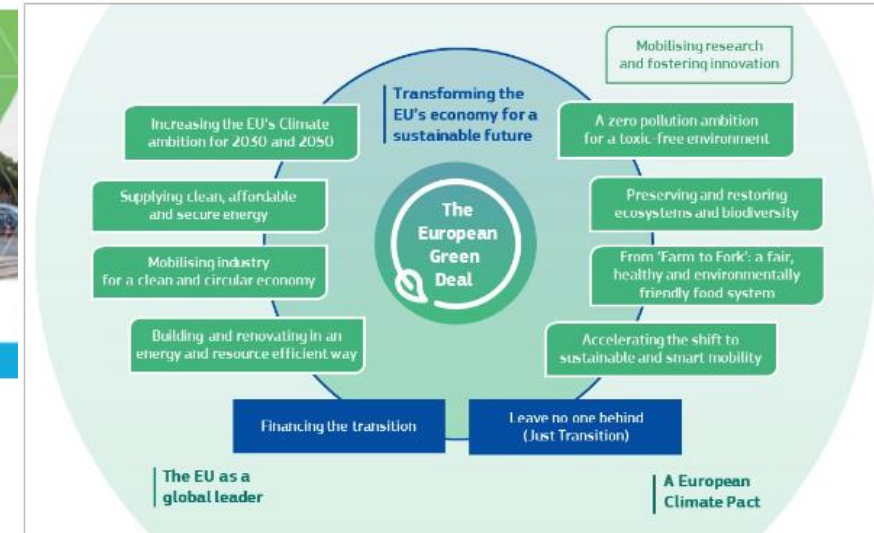 Mobilising research
and fostering innovation
Transforming the
EU's economy for a
sustainable future
Increasing the EU's Climate
ambition for 2030 and 2050
A zero pollution ambition
for a toxic-free environment
Supplying clean, affordable
and secure energy
Preserving and restoring
ecosystems and biodiversity
The
European
Green
Deal
Mobilising industry
for a clean and circular economy
From 'Farm to Fork': a fair,
healthy and environmentally
friendly food system
Building and renovating in an
energy and resource efficient way
Accelerating the shift to
sustainable and smart mobility
Financing the transition
Leave no one behind
(Just Transition)
The EU as a
global leader
A European
Climate Pact